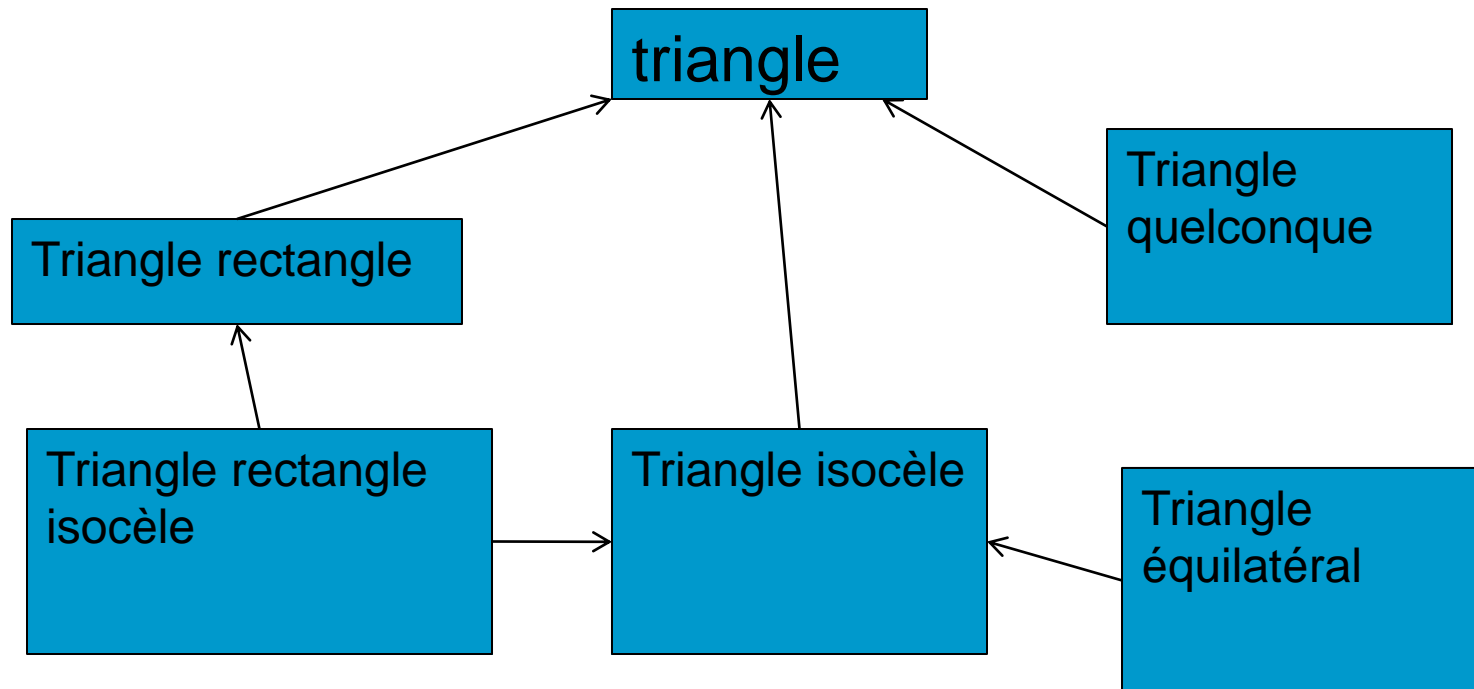 triangle
Triangle
quelconque
Triangle rectangle
Triangle rectangle
isocèle
Triangle isocèle
Triangle
équilatéral